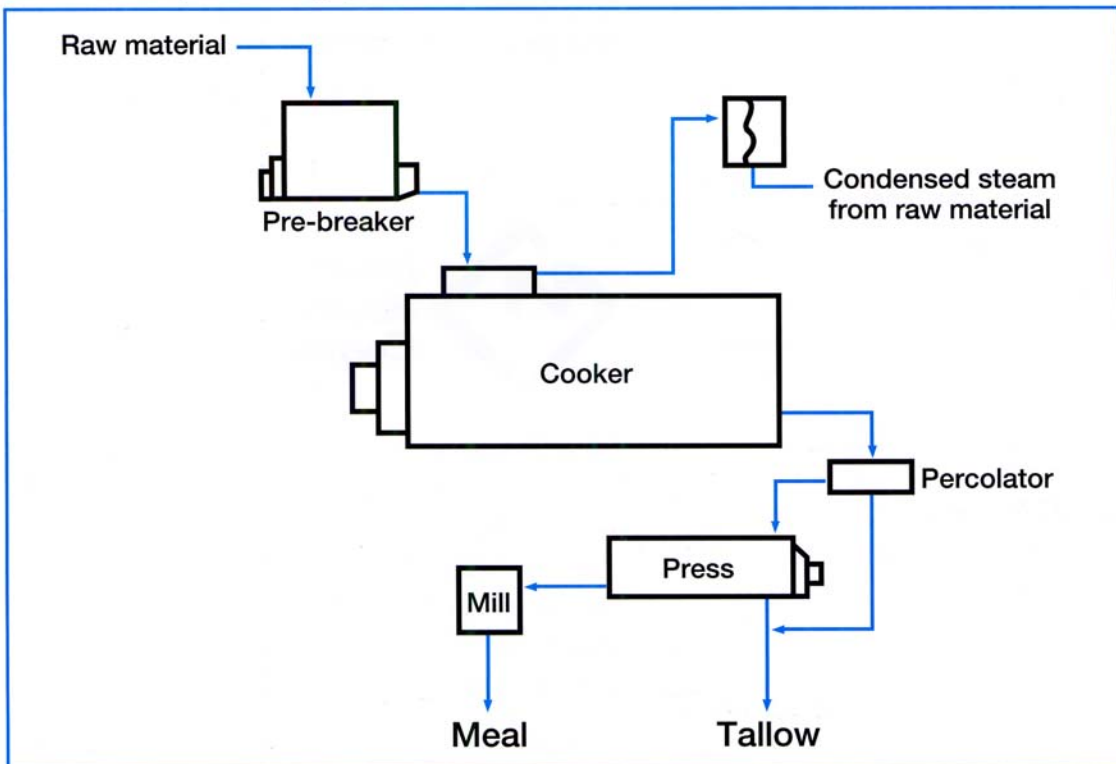 Raw material
Pre-breaker
Condensed steam
from raw material
Cooker
Percolator
Press
Mill
Meal
Tallow